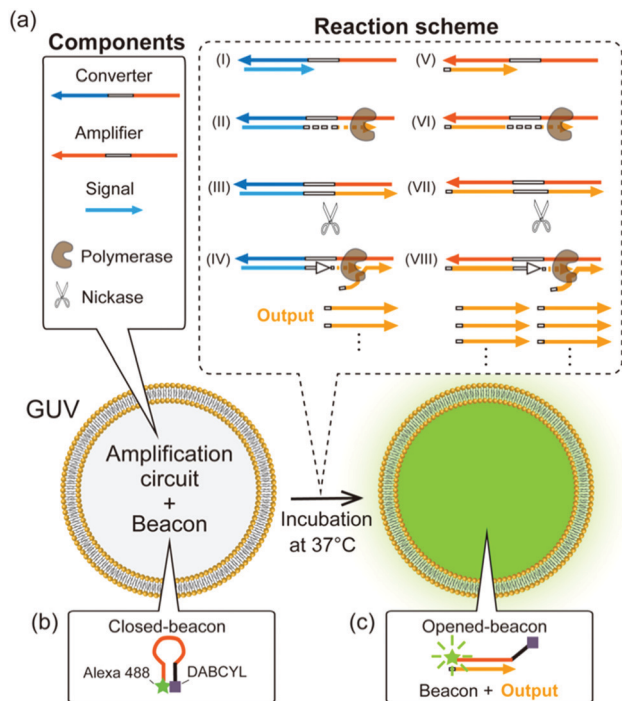 (a)
Components
Converter
Amplifier
Signal
Polymerase
Nickase
Reaction scheme
(I)
(V)
(II)
(VI)
(III)
(VII)
(IV)
(VIII)
Output
GUV
Amplification
circuit
+
Beacon
Incubation
at 37°C
(b)
Closed-beacon
Alexa 488
DABCYL
(c)
Opened-beacon
Beacon + Output